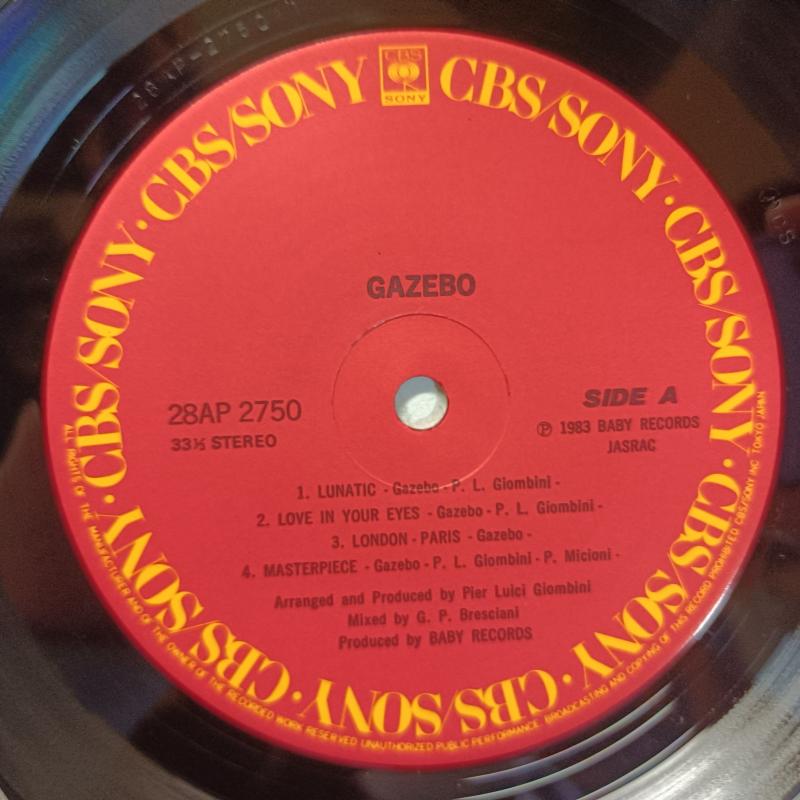 28AP-2750
CBS
SONY
CBS/SONY · CBS/SONY · CBS/SONY · CBS/SONY · CBS/SONY · CBS/SONY · CBS/SONY · CBS/SONY
GAZEBO
28AP 2750
33⅓ STEREO
SIDE A
Ⓟ 1983 BABY RECORDS
JASRAC
1. LUNATIC - Gazebo - P. L. Giombini -
2. LOVE IN YOUR EYES - Gazebo - P. L. Giombini -
3. LONDON - PARIS - Gazebo -
4. MASTERPIECE - Gazebo - P. L. Giombini - P. Micioni -
Arranged and Produced by Pier Luigi Giombini
Mixed by G. P. Bresciani
Produced by BABY RECORDS
ALL RIGHTS OF THE MANUFACTURER AND OF THE OWNER OF THE RECORDED WORK RESERVED UNAUTHORIZED PUBLIC PERFORMANCE BROADCASTING AND COPYING OF THIS RECORD PROHIBITED CBS/SONY INC TOKYO JAPAN